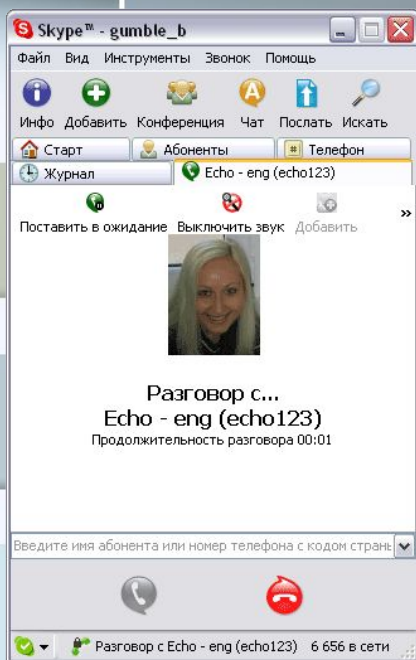 Skype™ - gumble_b
Файл Вид Инструменты Звонок Помощь
Инфо Добавить Конференция Чат Послать Искать
Старт Абоненты Телефон
Журнал Echo - eng (echo123)
Поставить в ожидание Выключить звук Добавить »
Разговор с...
Echo - eng (echo123)
Продолжительность разговора 00:01
Введите имя абонента или номер телефона с кодом страны
Разговор с Echo - eng (echo123) 6 656 в сети